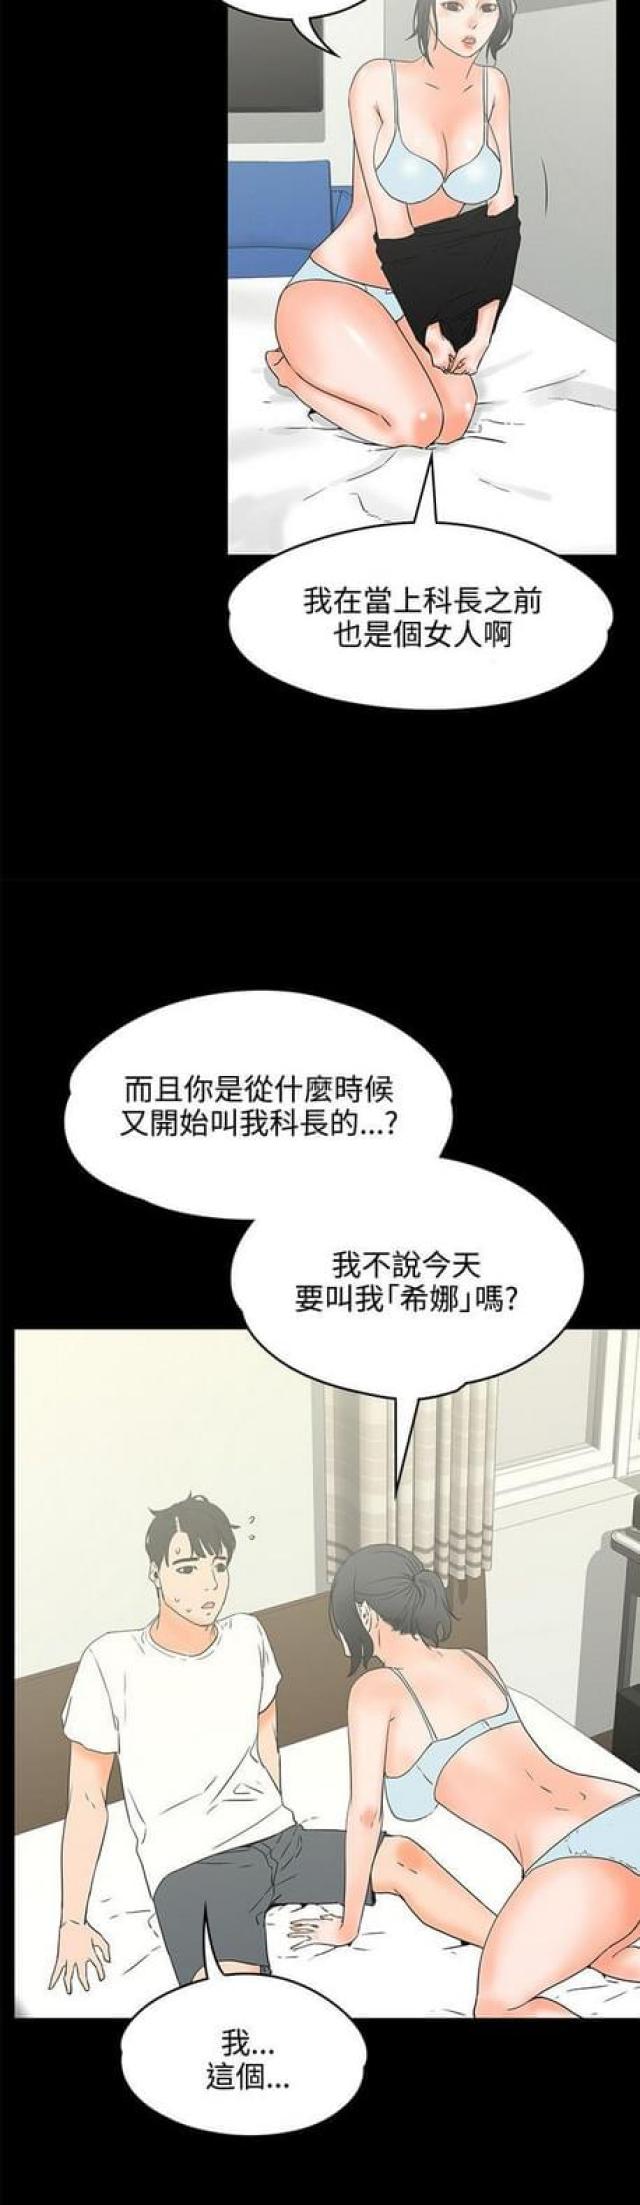 我在當上科長之前
也是個女人啊
而且你是從什麼時候
又開始叫我科長的...?
我不說今天
要叫我「希娜」嗎?
我...
這個...